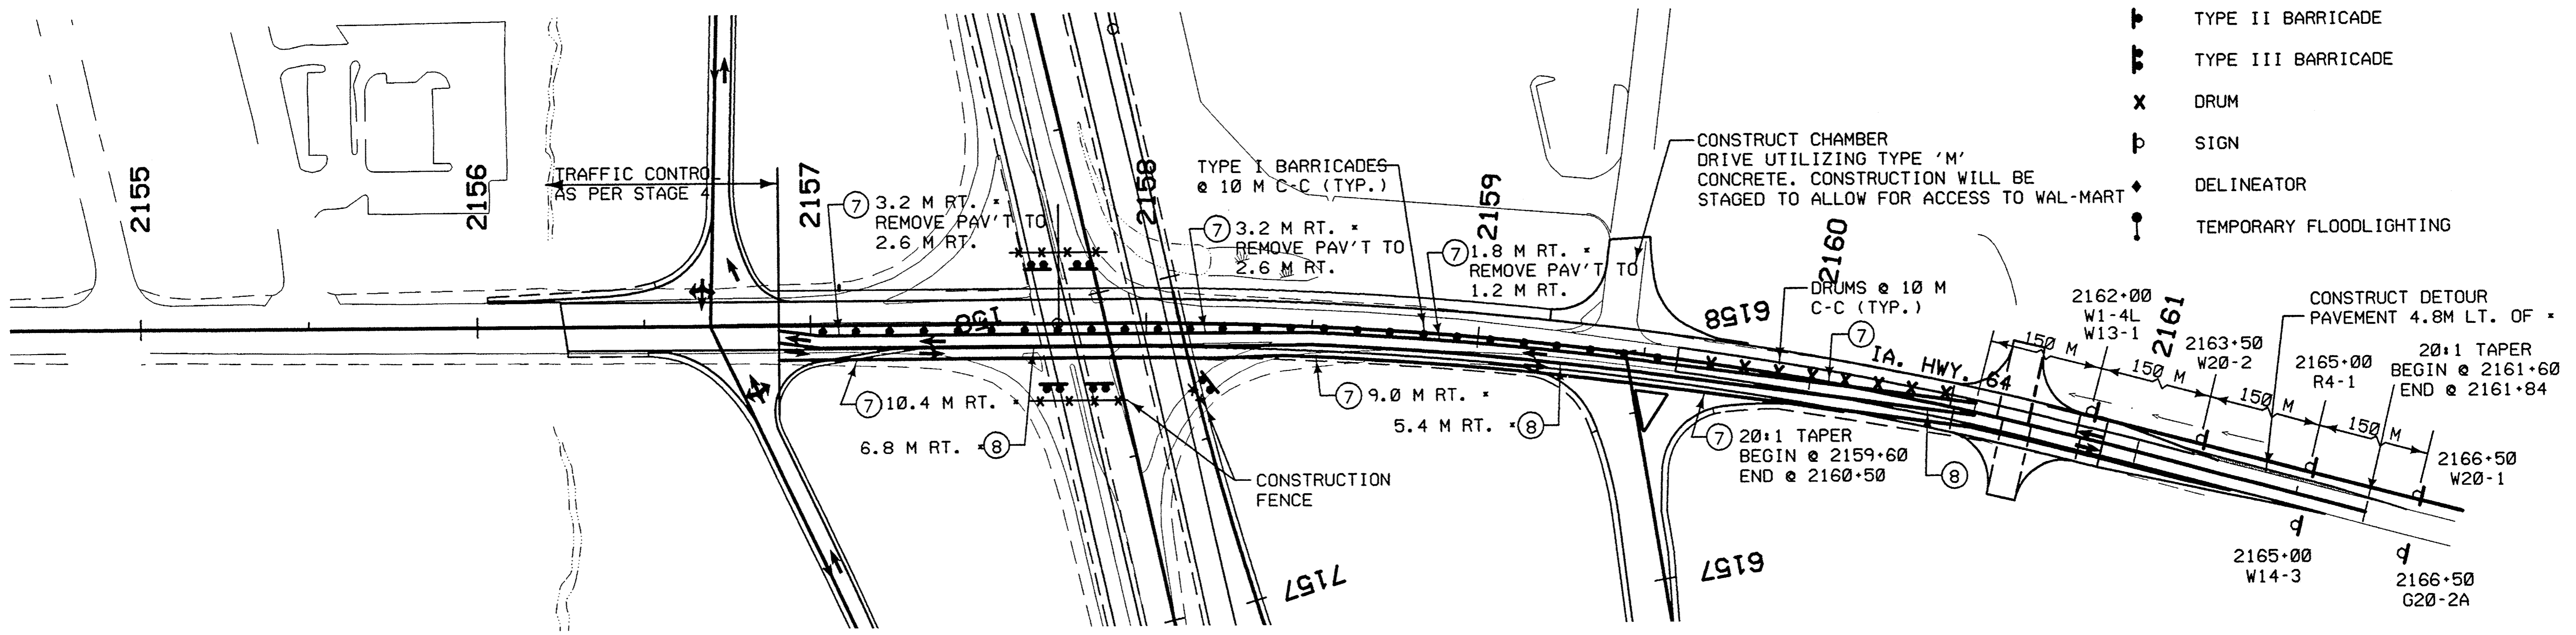 TYPE II BARRICADE
TYPE III BARRICADE
DRUM
SIGN
DELINEATOR
TEMPORARY FLOODLIGHTING
2155
2156
TRAFFIC CONTROL
AS PER STAGE 4
2157
7 3.2 M RT. *
REMOVE PAV'T TO
2.6 M RT.
2158
TYPE I BARRICADES
@ 10 M C-C (TYP.)
7 3.2 M RT. *
REMOVE PAV'T TO
2.6 M RT.
2159
7 1.8 M RT. *
REMOVE PAV'T TO
1.2 M RT.
CONSTRUCT CHAMBER
DRIVE UTILIZING TYPE 'M'
CONCRETE. CONSTRUCTION WILL BE
STAGED TO ALLOW FOR ACCESS TO WAL-MART
2160
DRUMS @ 10 M
C-C (TYP.)
6158
7
IA. HWY. 64
150 M
2162+00
W1-4L
W13-1
2161
150 M
2163+50
W20-2
150 M
2165+00
R4-1
150 M
CONSTRUCT DETOUR
PAVEMENT 4.8M LT. OF *
20:1 TAPER
BEGIN @ 2161+60
END @ 2161+84
2166+50
W20-1
158
7 10.4 M RT. *
6.8 M RT. * 8
7 9.0 M RT. *
5.4 M RT. * 8
7 20:1 TAPER
BEGIN @ 2159+60
END @ 2160+50
8
CONSTRUCTION
FENCE
7157
6157
2165+00
W14-3
2166+50
G20-2A